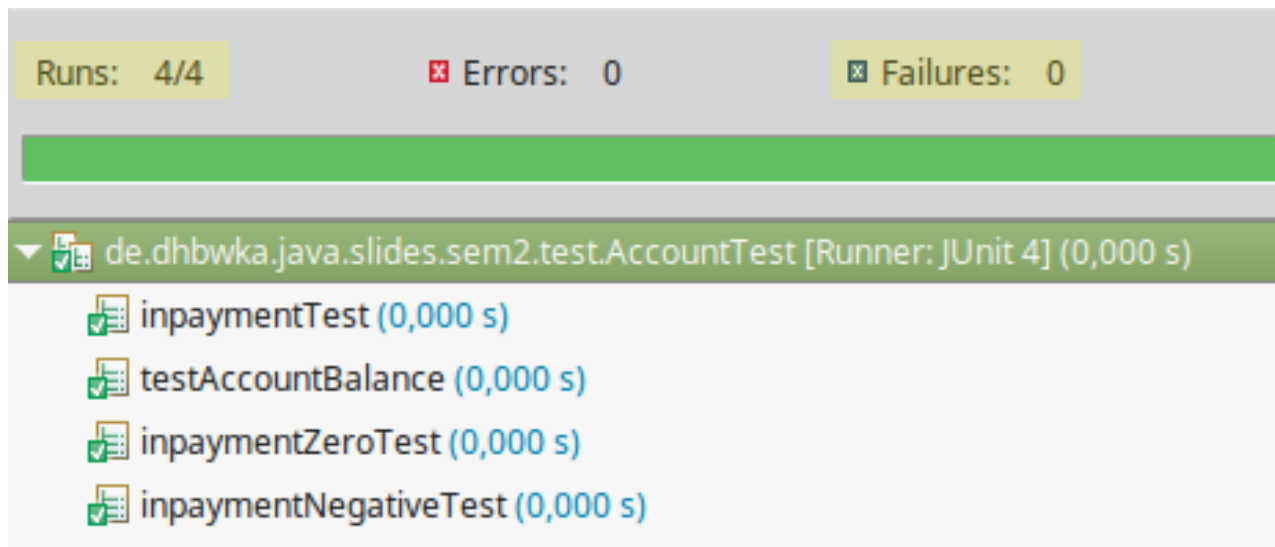 Runs: 4/4 Errors: 0 Failures: 0
de.dhbwka.java.slides.sem2.test.AccountTest [Runner: JUnit 4] (0,000 s)
inpaymentTest (0,000 s)
testAccountBalance (0,000 s)
inpaymentZeroTest (0,000 s)
inpaymentNegativeTest (0,000 s)